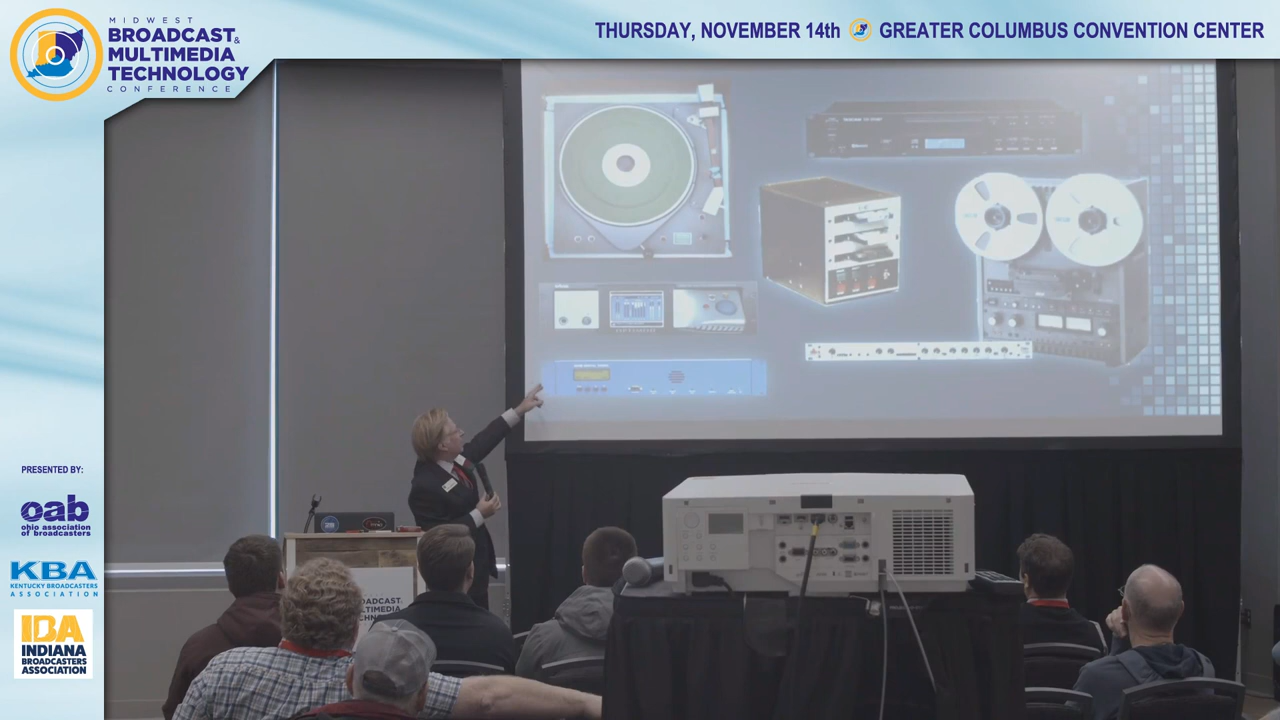 MIDWEST
BROADCAST &
MULTIMEDIA
TECHNOLOGY
CONFERENCE
THURSDAY, NOVEMBER 14th
GREATER COLUMBUS CONVENTION CENTER
PRESENTED BY:
oab
ohio association
of broadcasters
KBA
KENTUCKY BROADCASTERS
ASSOCIATION
IBA
INDIANA
BROADCASTERS
ASSOCIATION
TASCAM